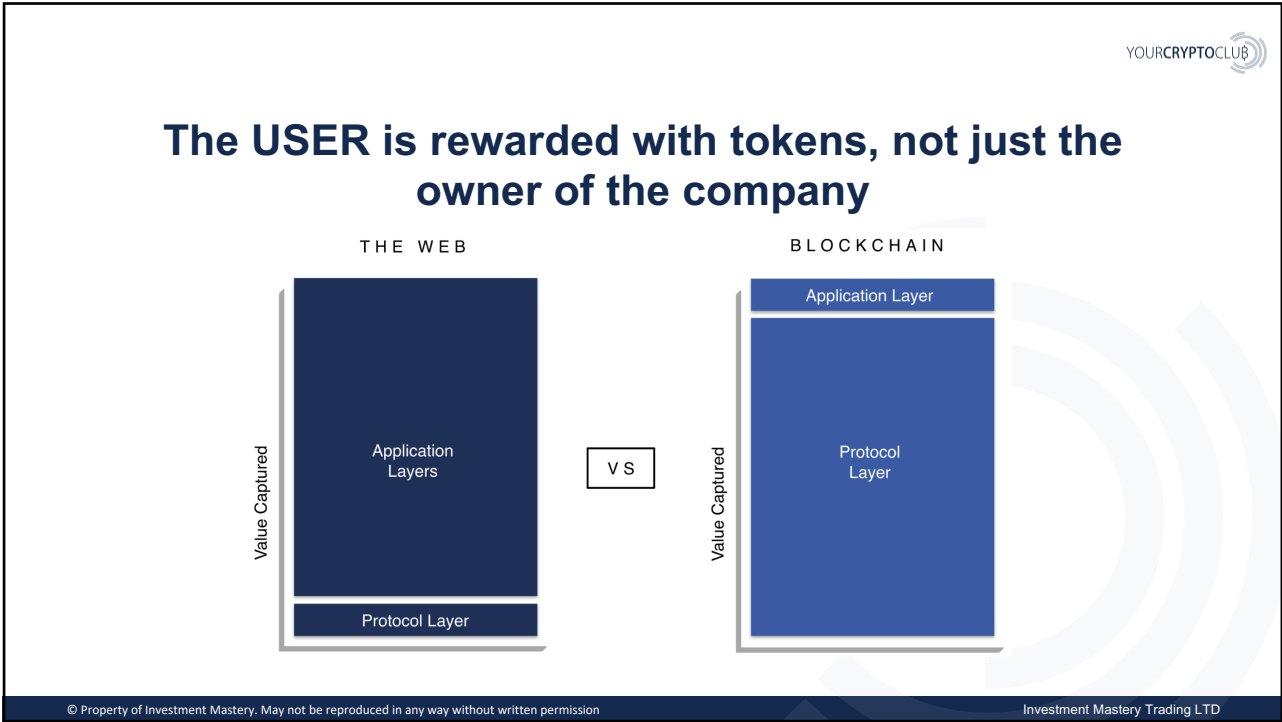 YOURCRYPTOCLUB
The USER is rewarded with tokens, not just the
owner of the company
THE WEB
Value Captured
Application
Layers
Protocol Layer
VS
BLOCKCHAIN
Value Captured
Application Layer
Protocol
Layer
© Property of Investment Mastery. May not be reproduced in any way without written permission
Investment Mastery Trading LTD